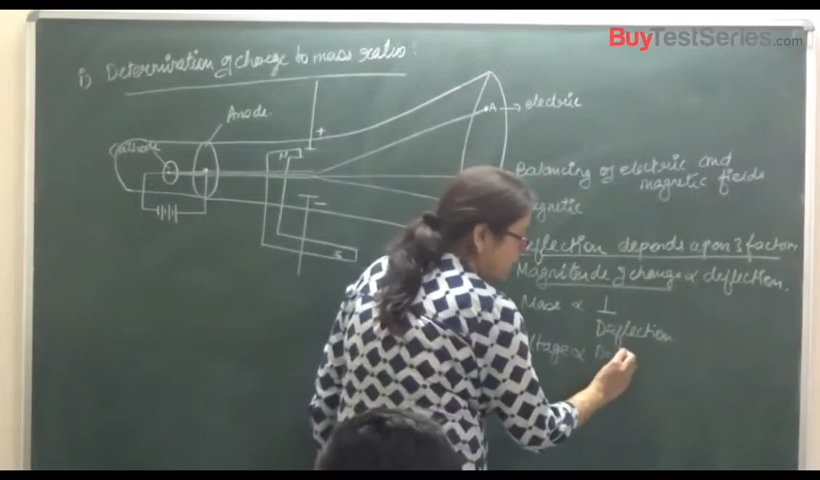 BuyTestSeries.com
1) Determination of charge to mass ratio:
Anode.
Cathode
+
A → electric
N
Balancing of electric and
magnetic fields
-
-
+
-
S
Deflection depends upon 3 factors
Magnitude of charge ∝ deflection.
Mass ∝ 1
Deflection
∝